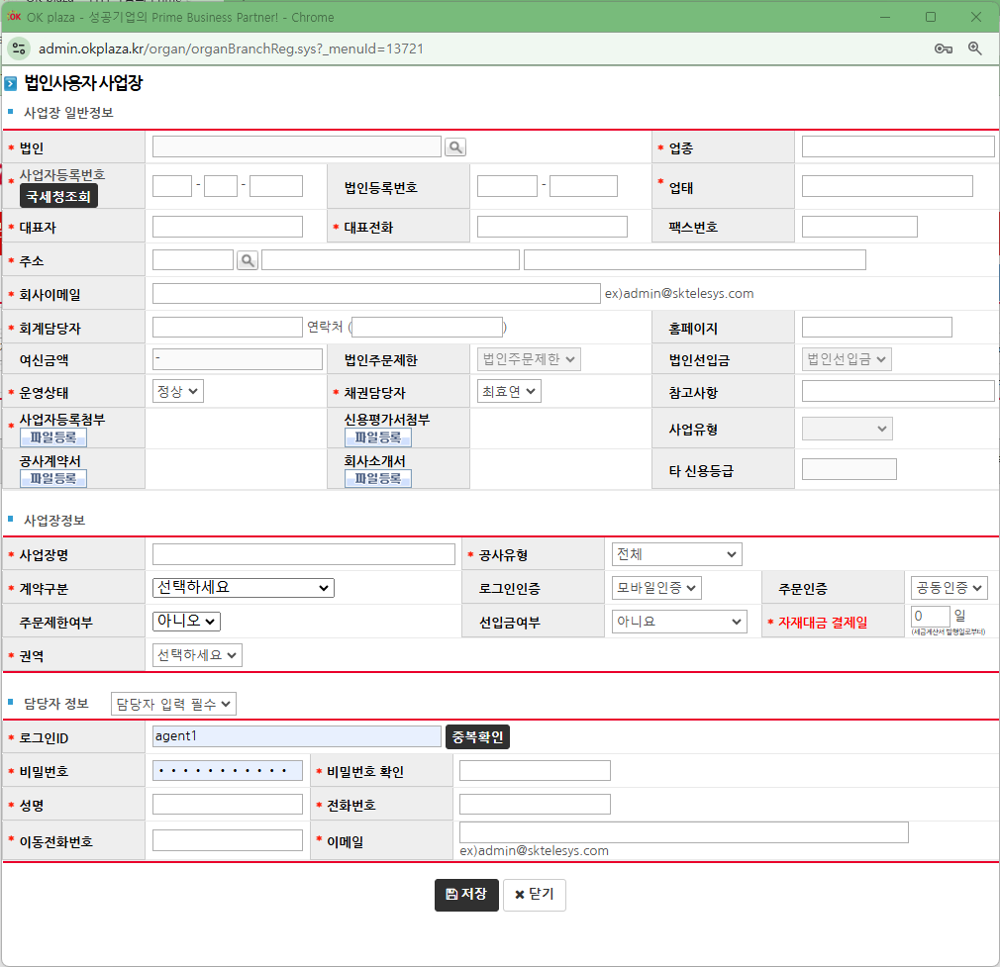 OK plaza - 성공기업의 Prime Business Partner! - Chrome
admin.okplaza.kr/organ/organBranchReg.sys?_menuId=13721
법인사용자 사업장
사업장 일반정보
* 법인
* 업종
* 사업자등록번호
국세청조회
- -
법인등록번호
-
* 업태
* 대표자
* 대표전화
팩스번호
* 주소
* 회사이메일
ex)admin@sktelesys.com
* 회계담당자
연락처 ( )
홈페이지
여신금액
-
법인주문제한
법인주문제한
법인선입금
법인선입금
* 운영상태
정상
* 채권담당자
최효연
참고사항
* 사업자등록첨부
파일등록
신용평가서첨부
파일등록
사업유형
공사계약서
파일등록
회사소개서
파일등록
타 신용등급
사업장정보
* 사업장명
* 공사유형
전체
* 계약구분
선택하세요
로그인인증
모바일인증
주문인증
공동인증
주문제한여부
아니오
선입금여부
아니요
* 자재대금 결제일
0 일
(세금계산서 발행일로부터)
* 권역
선택하세요
담당자 정보
담당자 입력 필수
* 로그인ID
agent1
중복확인
* 비밀번호
* 비밀번호 확인
* 성명
* 전화번호
* 이동전화번호
* 이메일
ex)admin@sktelesys.com
저장
닫기